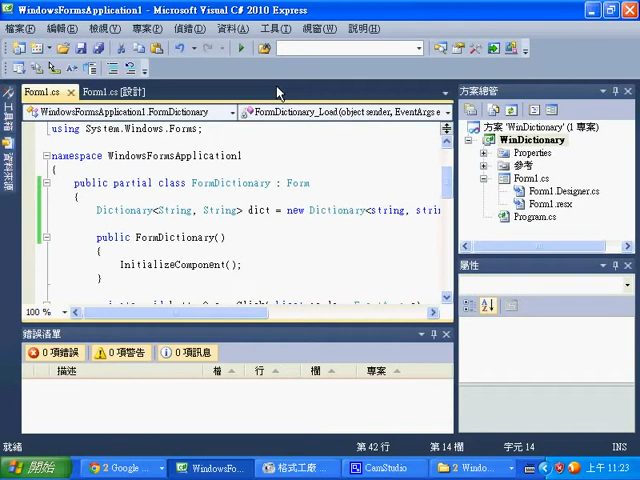 WindowsFormsApplication1 - Microsoft Visual C# 2010 Express
檔案(F) 編輯(E) 檢視(V) 專案(P) 偵錯(D) 資料(A) 工具(T) 視窗(W) 說明(H)
Form1.cs Form1.cs [設計]
WindowsFormsApplication1.FormDictionary FormDictionary_Load(object sender, EventArgs e
using System.Windows.Forms;
namespace WindowsFormsApplication1
{
public partial class FormDictionary : Form
{
Dictionary<String, String> dict = new Dictionary<string, strin
public FormDictionary()
{
InitializeComponent();
}
100 %
工具箱
資料來源
方案總管
方案 'WinDictionary' (1 專案)
WinDictionary
Properties
參考
Form1.cs
Form1.Designer.cs
Form1.resx
Program.cs
屬性
錯誤清單
0 項錯誤 0 項警告 0 項訊息
描述 檔 行 欄 專案
就緒 第 42 行 第 14 欄 字元 14 INS
開始 2 Google ... WindowsFo... 格式工廠 ... CamStudio 2 Windo... 上午 11:23